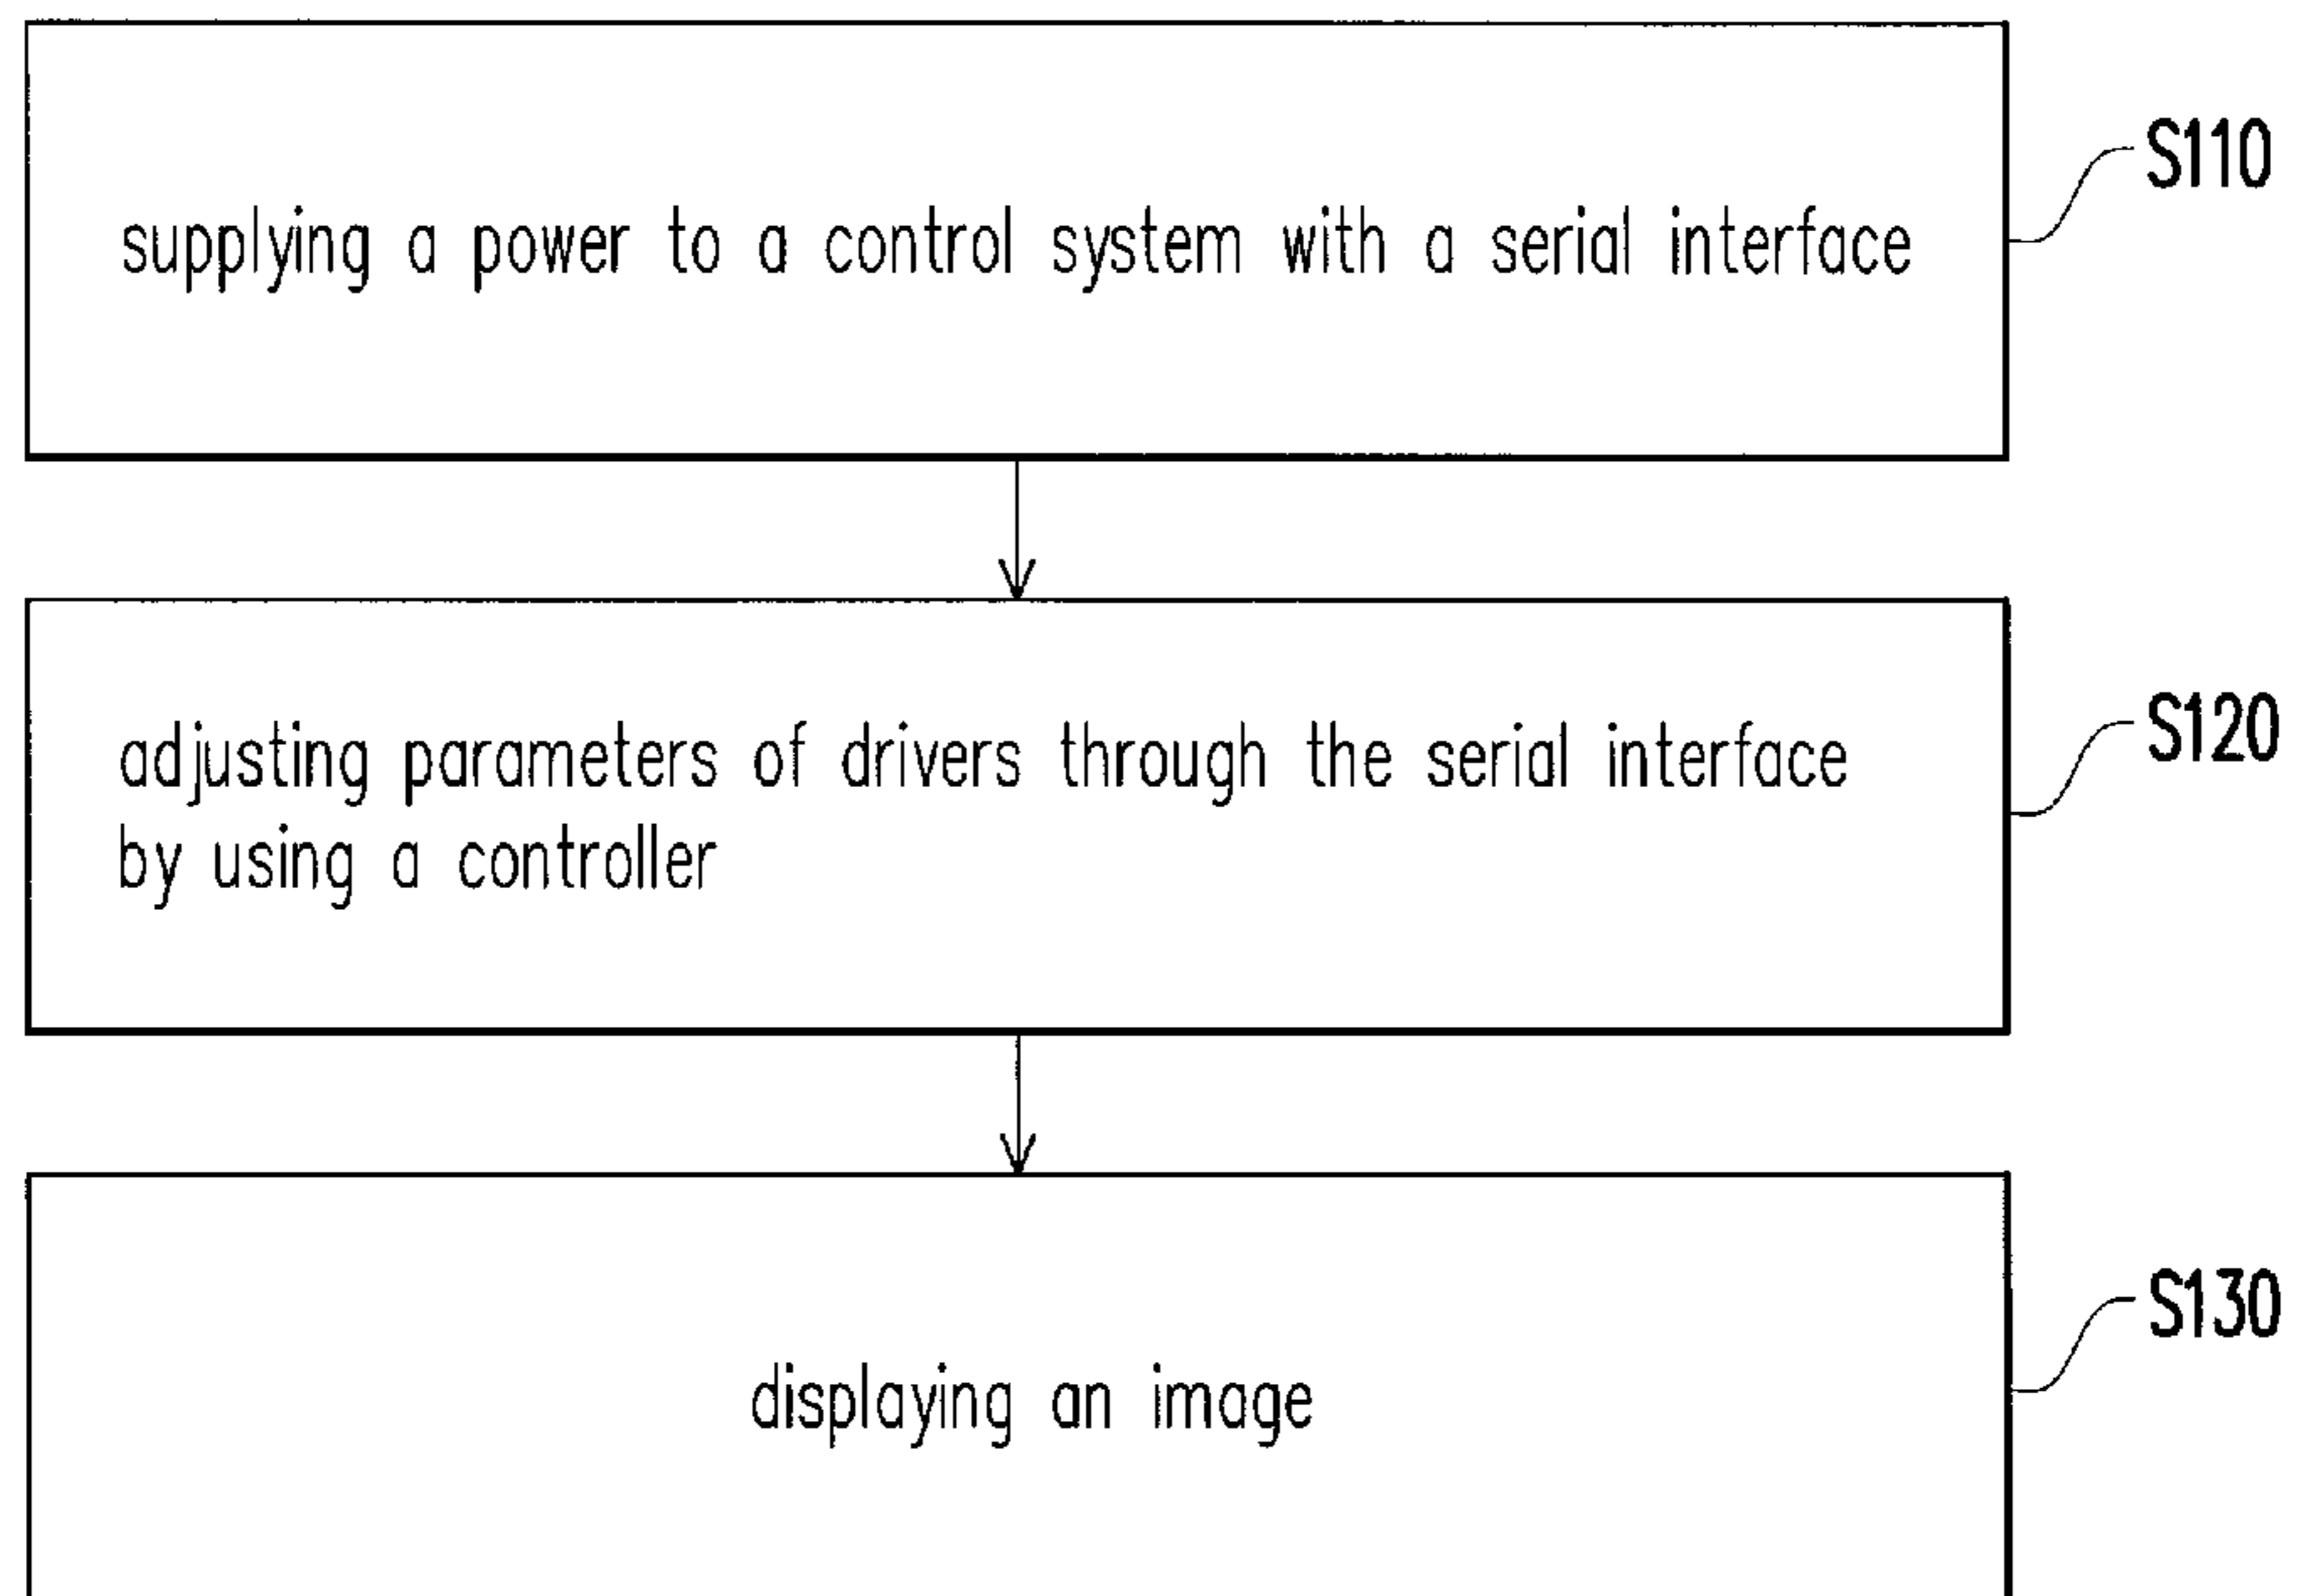 S110
supplying a power to a control system with a serial interface
S120
adjusting parameters of drivers through the serial interface
by using a controller
S130
displaying an image